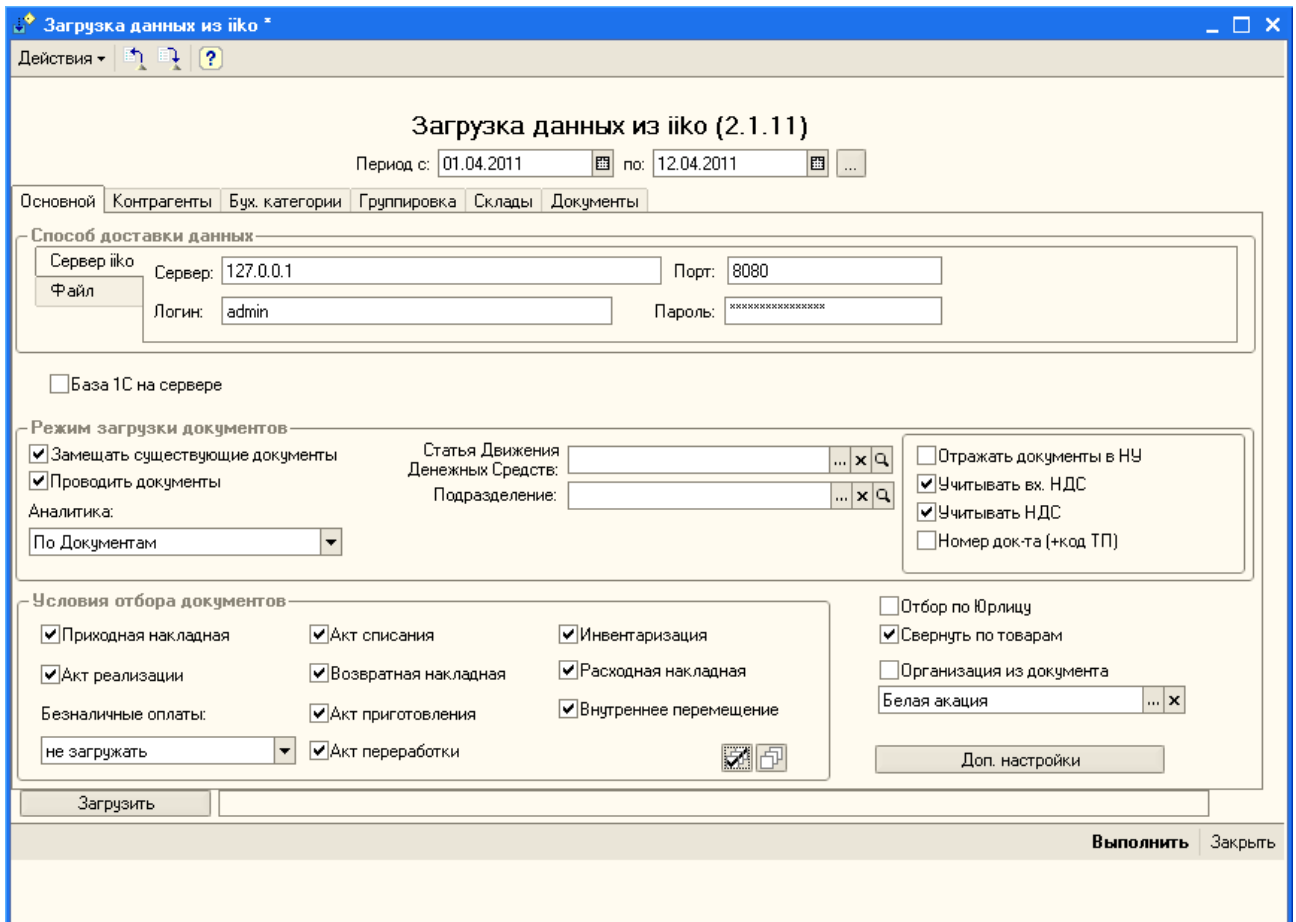 Загрузка данных из iiko *
Действия
Загрузка данных из iiko (2.1.11)
Период с: 01.04.2011 по: 12.04.2011 ...
Основной Контрагенты Бух. категории Группировка Склады Документы
Способ доставки данных
Сервер iiko
Файл
Сервер: 127.0.0.1 Порт: 8080
Логин: admin Пароль: ****************
База 1С на сервере
Режим загрузки документов
Замещать существующие документы
Проводить документы
Аналитика:
По Документам
Статья Движения
Денежных Средств: ...
Подразделение: ...
Отражать документы в НУ
Учитывать вх. НДС
Учитывать НДС
Номер док-та (+код ТП)
Условия отбора документов
Приходная накладная Акт списания Инвентаризация
Акт реализации Возвратная накладная Расходная накладная
Безналичные оплаты: Акт приготовления Внутреннее перемещение
не загружать Акт переработки
Отбор по Юрлицу
Свернуть по товарам
Организация из документа
Белая акация ...
Доп. настройки
Загрузить
Выполнить Закрыть